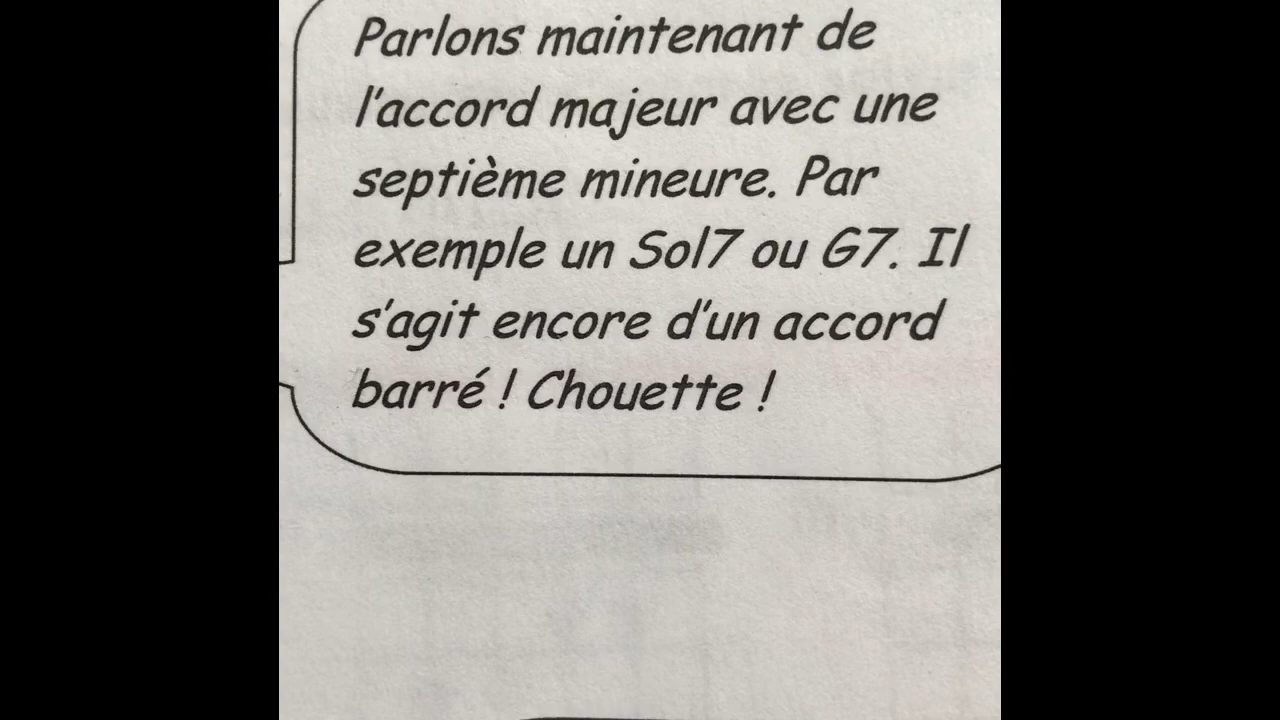 Parlons maintenant de
l'accord majeur avec une
septième mineure. Par
exemple un Sol7 ou G7. Il
s'agit encore d'un accord
barré ! Chouette !